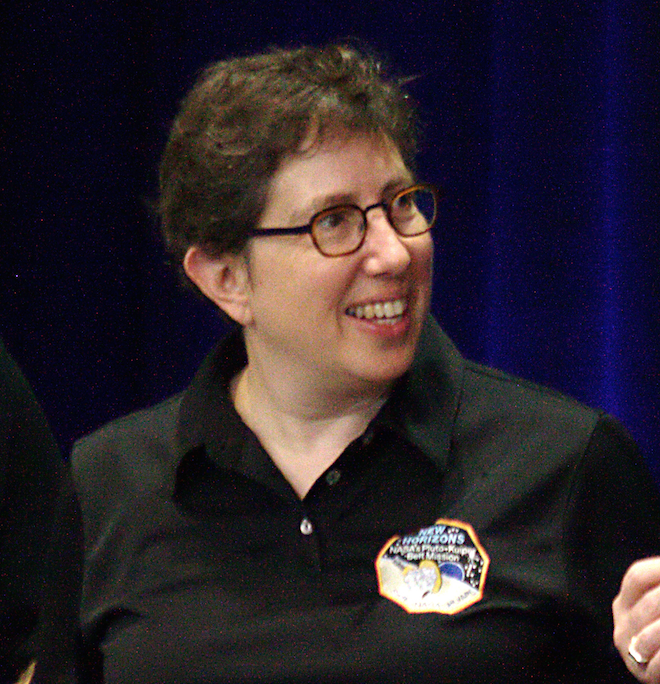 NEW
HORIZONS
NASA's Pluto-Kuiper
Belt Mission